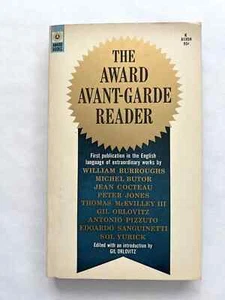 THE
AWARD
AVANT-GARDE
READER
First publication in the English
language of extraordinary works by
WILLIAM BURROUGHS
MICHEL BUTOR
JEAN COCTEAU
PETER JONES
THOMAS McEVILLEY III
GIL ORLOVITZ
ANTONIO PIZZUTO
EDOARDO SANGUINETTI
SOL YURICK
Edited with an introduction by
GIL ORLOVITZ